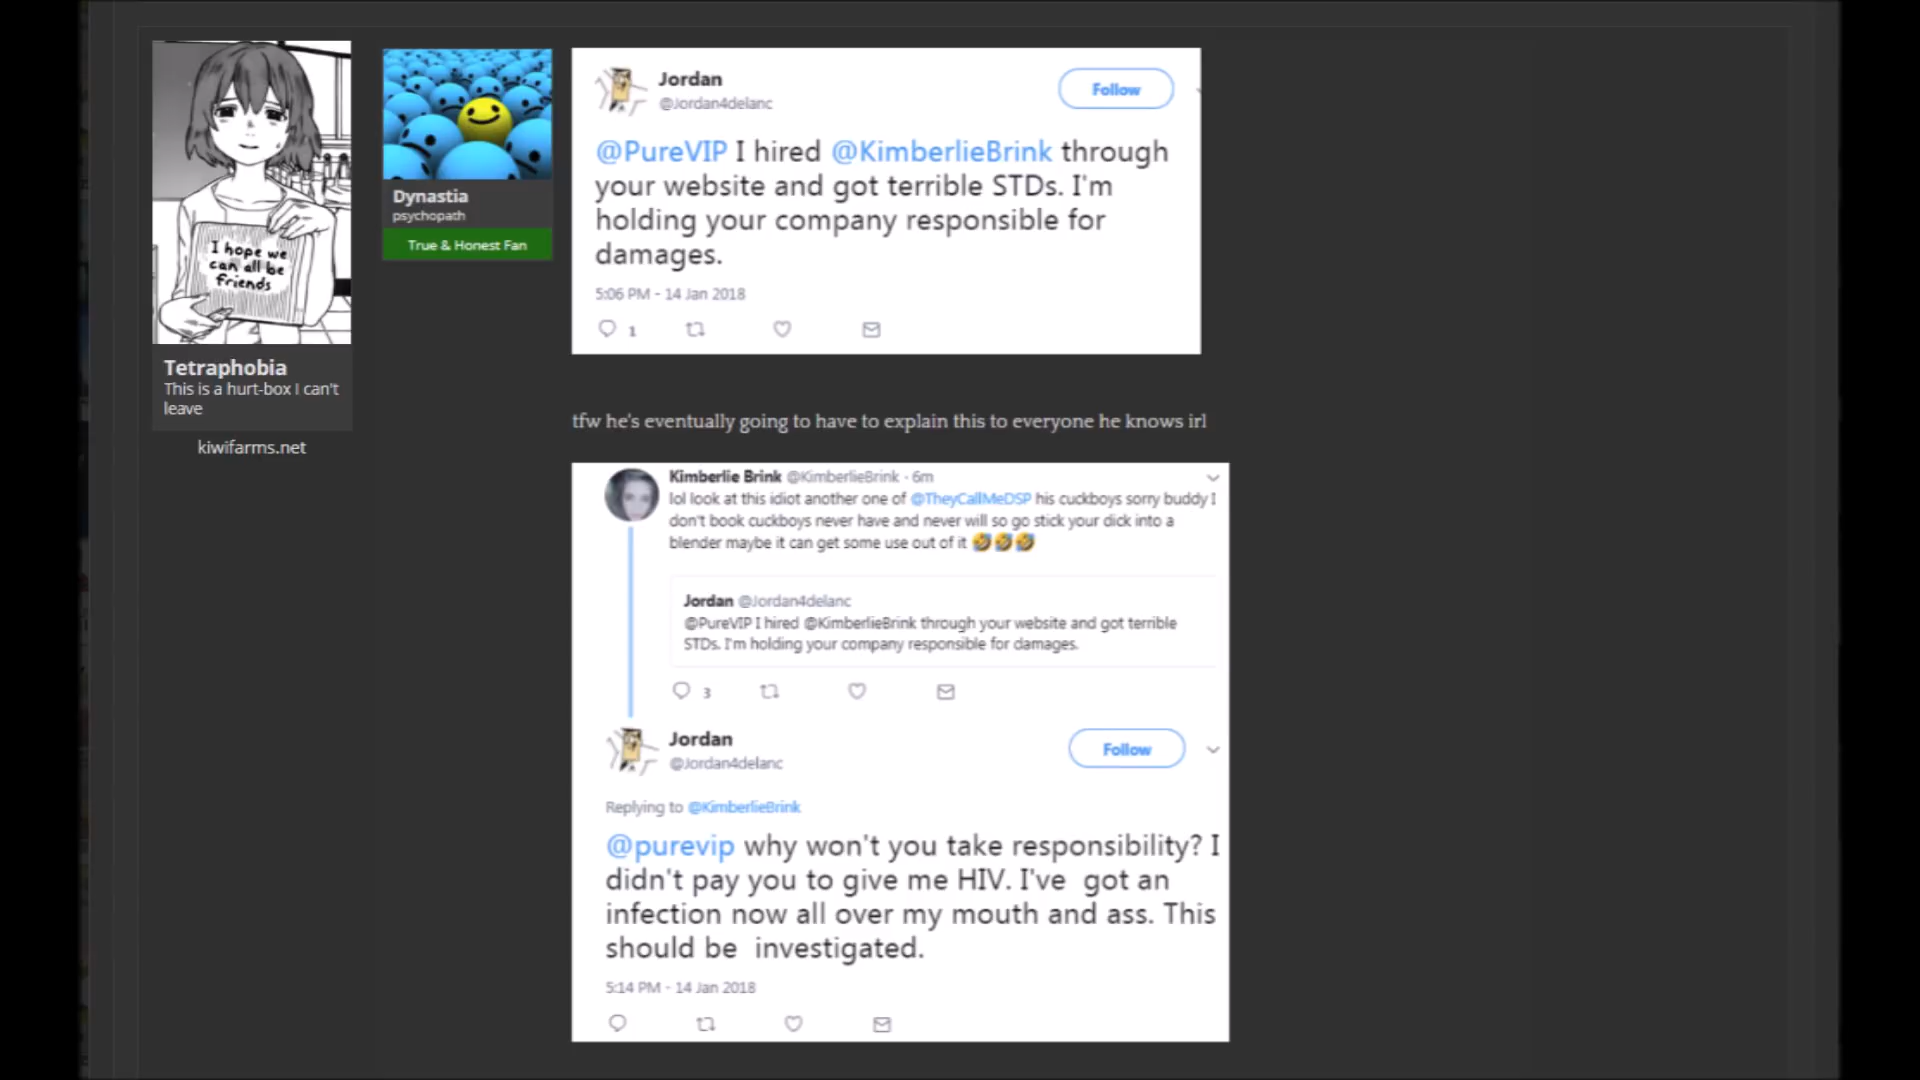 I hope we
can all be
friends
Tetraphobia
This is a hurt-box I can't
leave
kiwifarms.net
Dynastia
psychopath
True & Honest Fan
Jordan
@Jordan4delanc
Follow
@PureVIP I hired @KimberlieBrink through
your website and got terrible STDs. I'm
holding your company responsible for
damages.
5:06 PM - 14 Jan 2018
1
tfw he's eventually going to have to explain this to everyone he knows irl
Kimberlie Brink @KimberlieBrink · 6m
lol look at this idiot another one of @TheyCallMeDSP his cuckboys sorry buddy I
don't book cuckboys never have and never will so go stick your dick into a
blender maybe it can get some use out of it 🤣🤣🤣
Jordan @Jordan4delanc
@PureVIP I hired @KimberlieBrink through your website and got terrible
STDs. I'm holding your company responsible for damages.
3
Jordan
@Jordan4delanc
Follow
Replying to @KimberlieBrink
@purevip why won't you take responsibility? I
didn't pay you to give me HIV. I've  got an
infection now all over my mouth and ass. This
should be  investigated.
5:14 PM - 14 Jan 2018